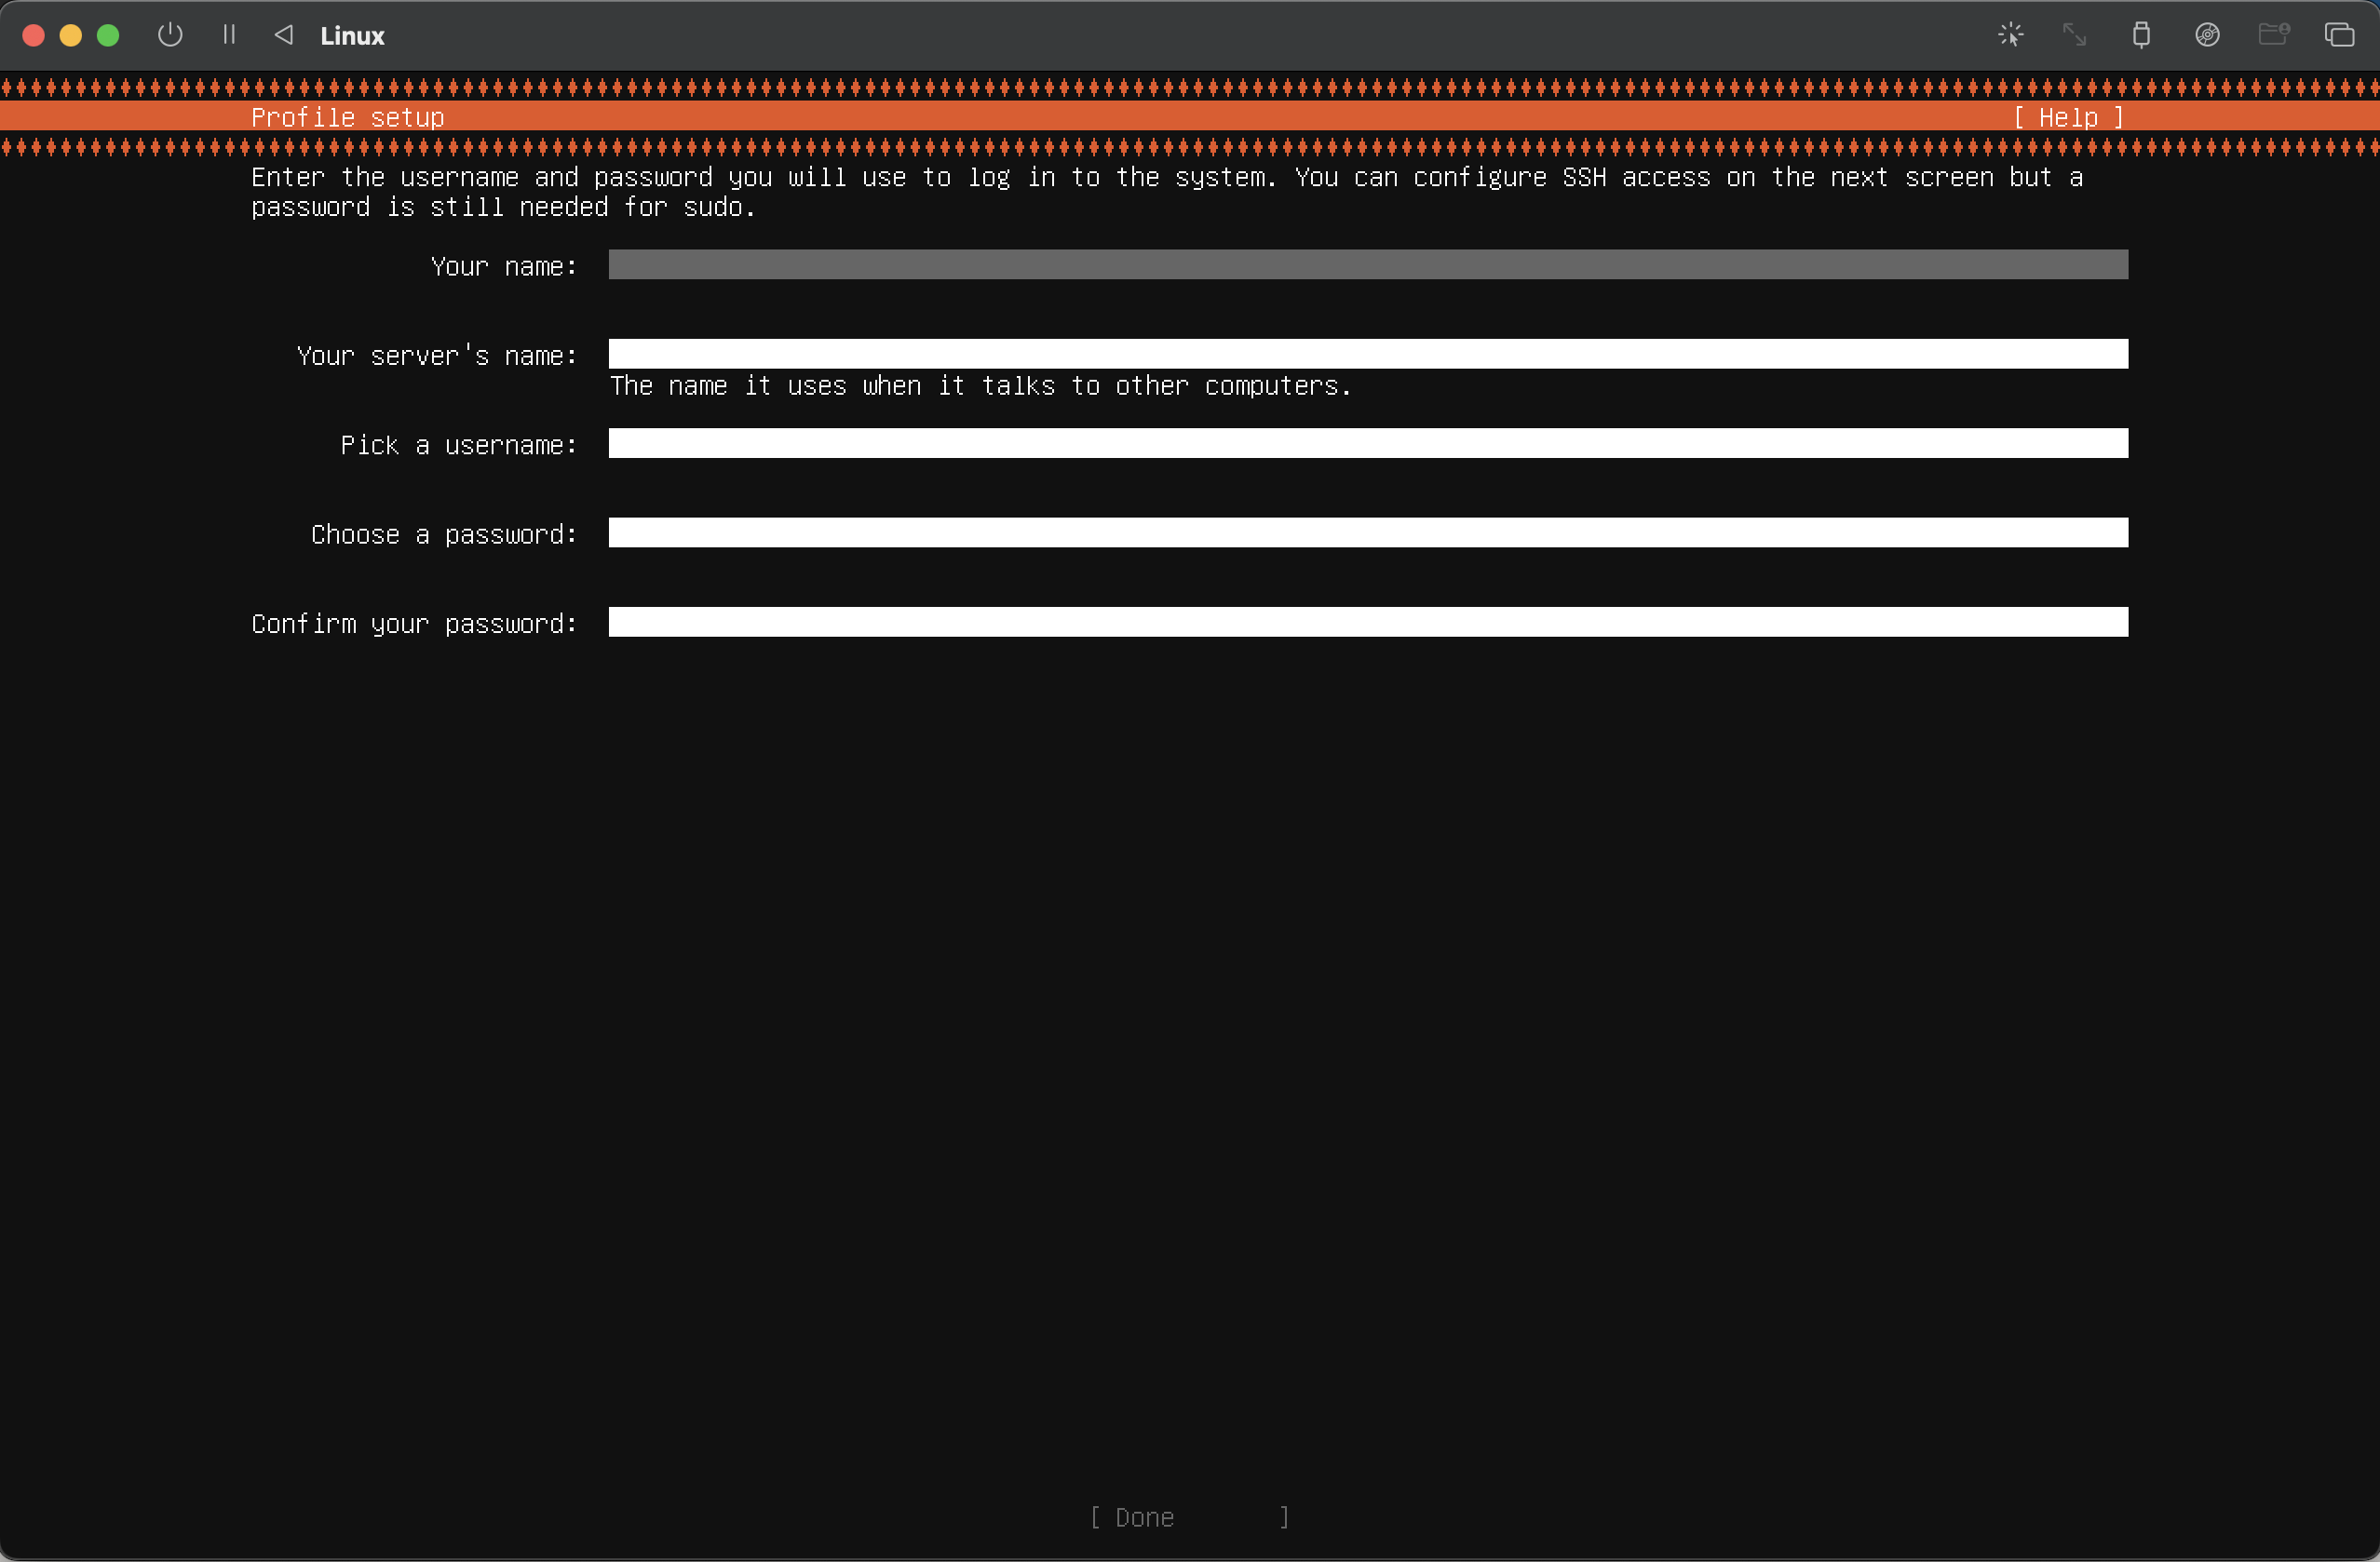 Linux
Profile setup [ Help ]
Enter the username and password you will use to log in to the system. You can configure SSH access on the next screen but a
password is still needed for sudo.
Your name:
Your server's name:
The name it uses when it talks to other computers.
Pick a username:
Choose a password:
Confirm your password:
[ Done ]